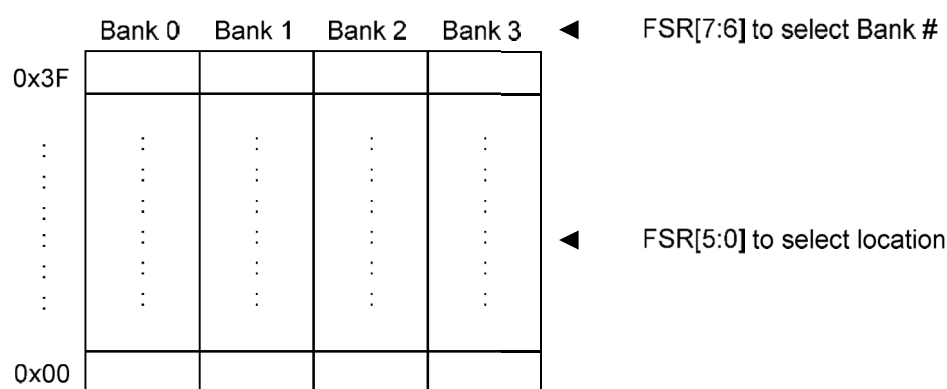 Bank 0 Bank 1 Bank 2 Bank 3 ◄ FSR[7:6] to select Bank #
0x3F
◄ FSR[5:0] to select location
0x00